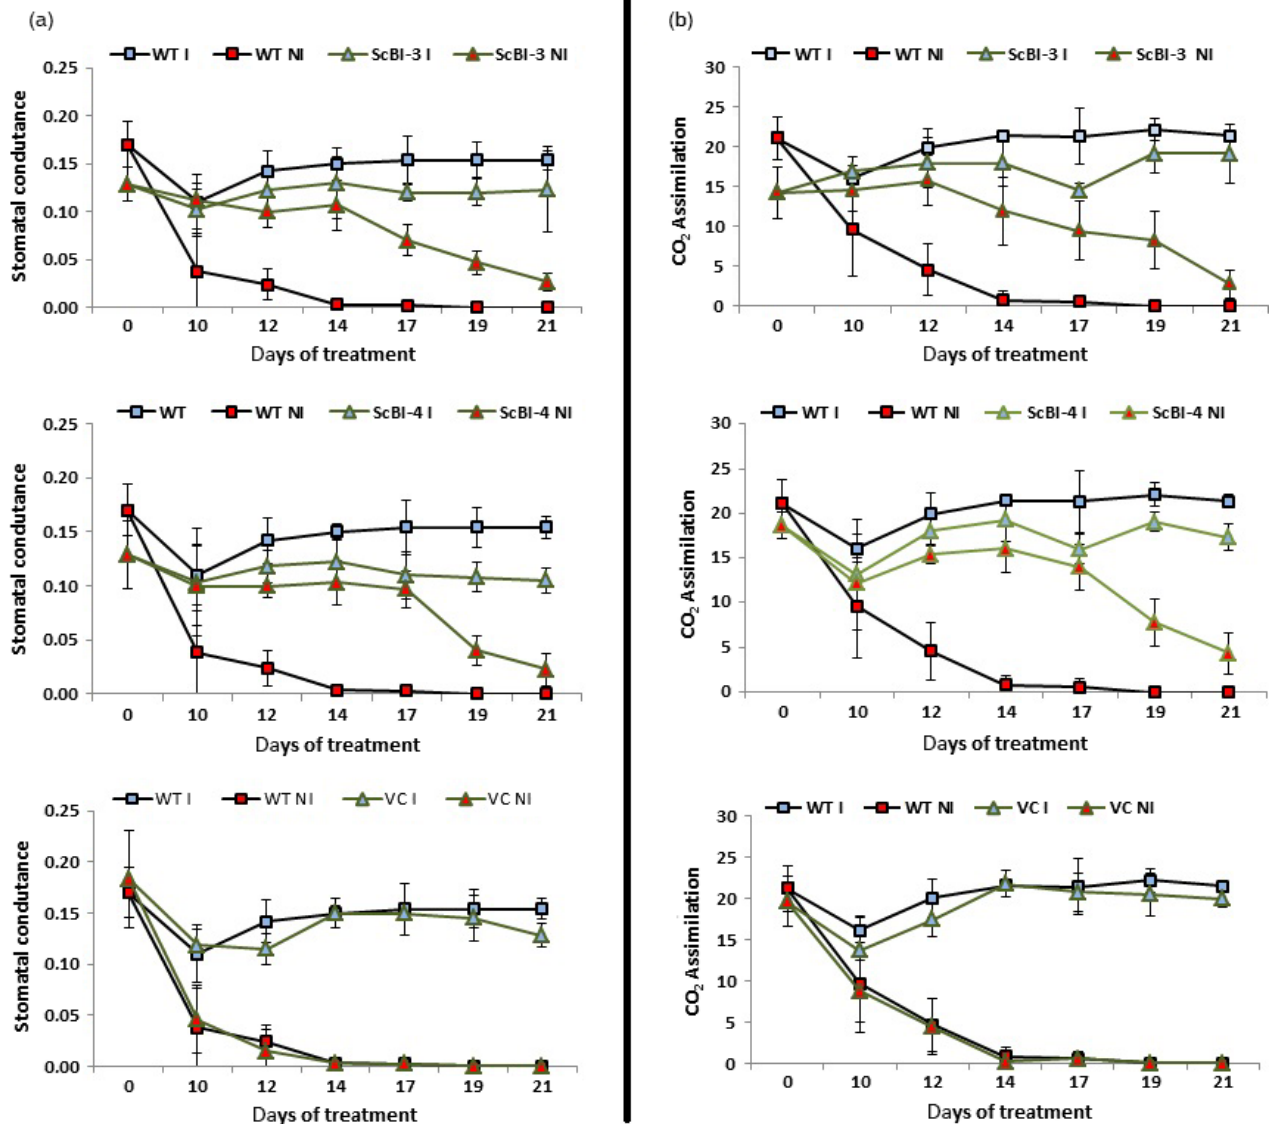 (a)
WT I WT NI ScBI-3 I ScBI-3 NI
0.25
0.20
0.15
0.10
0.05
0.00
Stomatal condutance
0 10 12 14 17 19 21
Days of treatment
WT WT NI ScBI-4 I ScBI-4 NI
0.25
0.20
0.15
0.10
0.05
0.00
Stomatal condutance
0 10 12 14 17 19 21
Days of treatment
WT I WT NI VC I VC NI
0.25
0.20
0.15
0.10
0.05
0.00
Stomatal condutance
0 10 12 14 17 19 21
Days of treatment
(b)
WT I WT NI ScBI-3 I ScBI-3 NI
30
25
20
15
10
5
0
CO2 Assimilation
0 10 12 14 17 19 21
Days of treatment
WT I WT NI ScBI-4 I ScBI-4 NI
30
25
20
15
10
5
0
CO2 Assimilation
0 10 12 14 17 19 21
Days of treatment
WT I WT NI VC I VC NI
30
25
20
15
10
5
0
CO2 Assimilation
0 10 12 14 17 19 21
Days of treatment